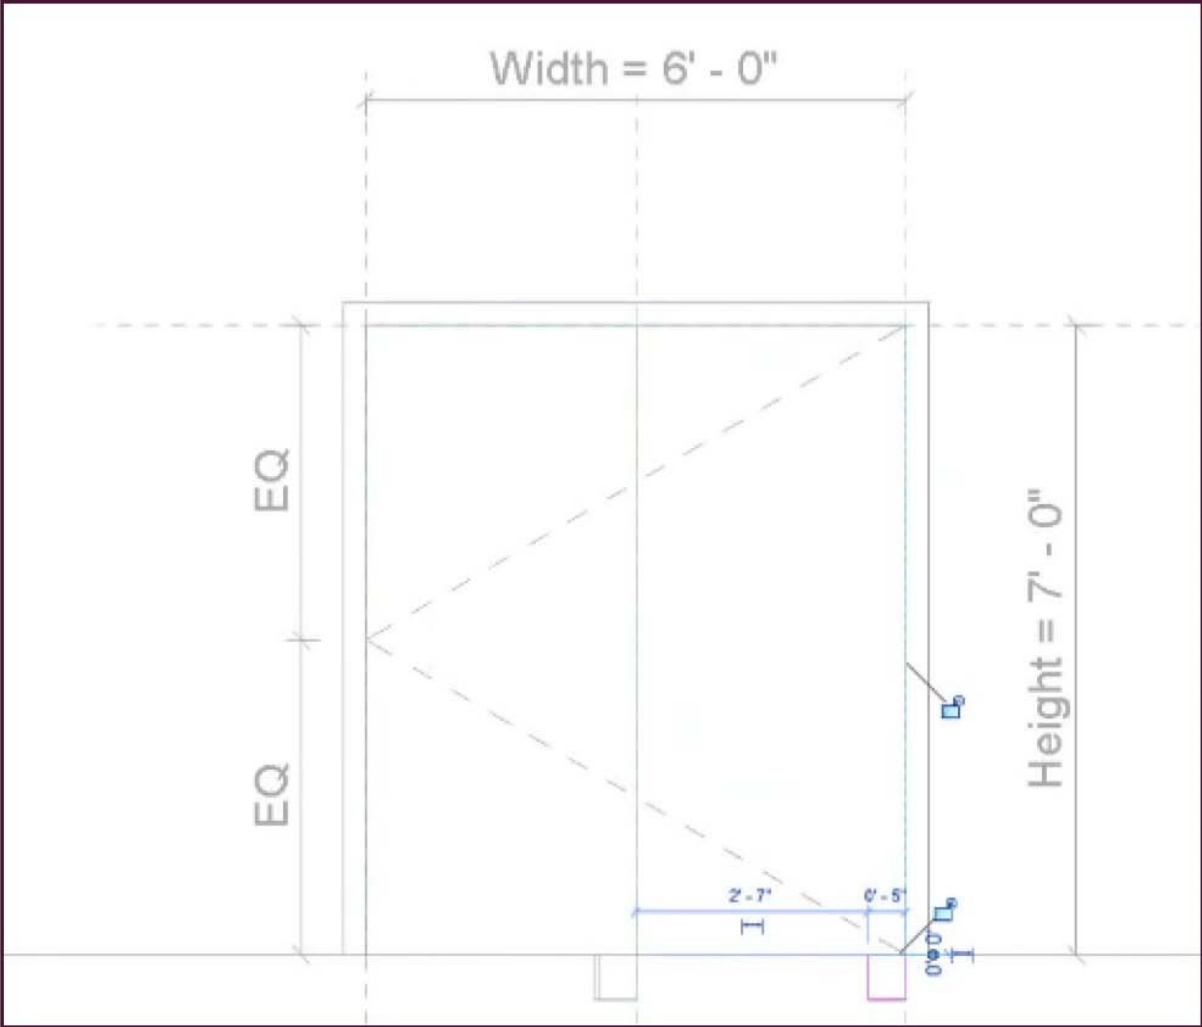 Width = 6' - 0"
EQ
Height = 7' - 0"
EQ
2' - 7"
0' - 5"